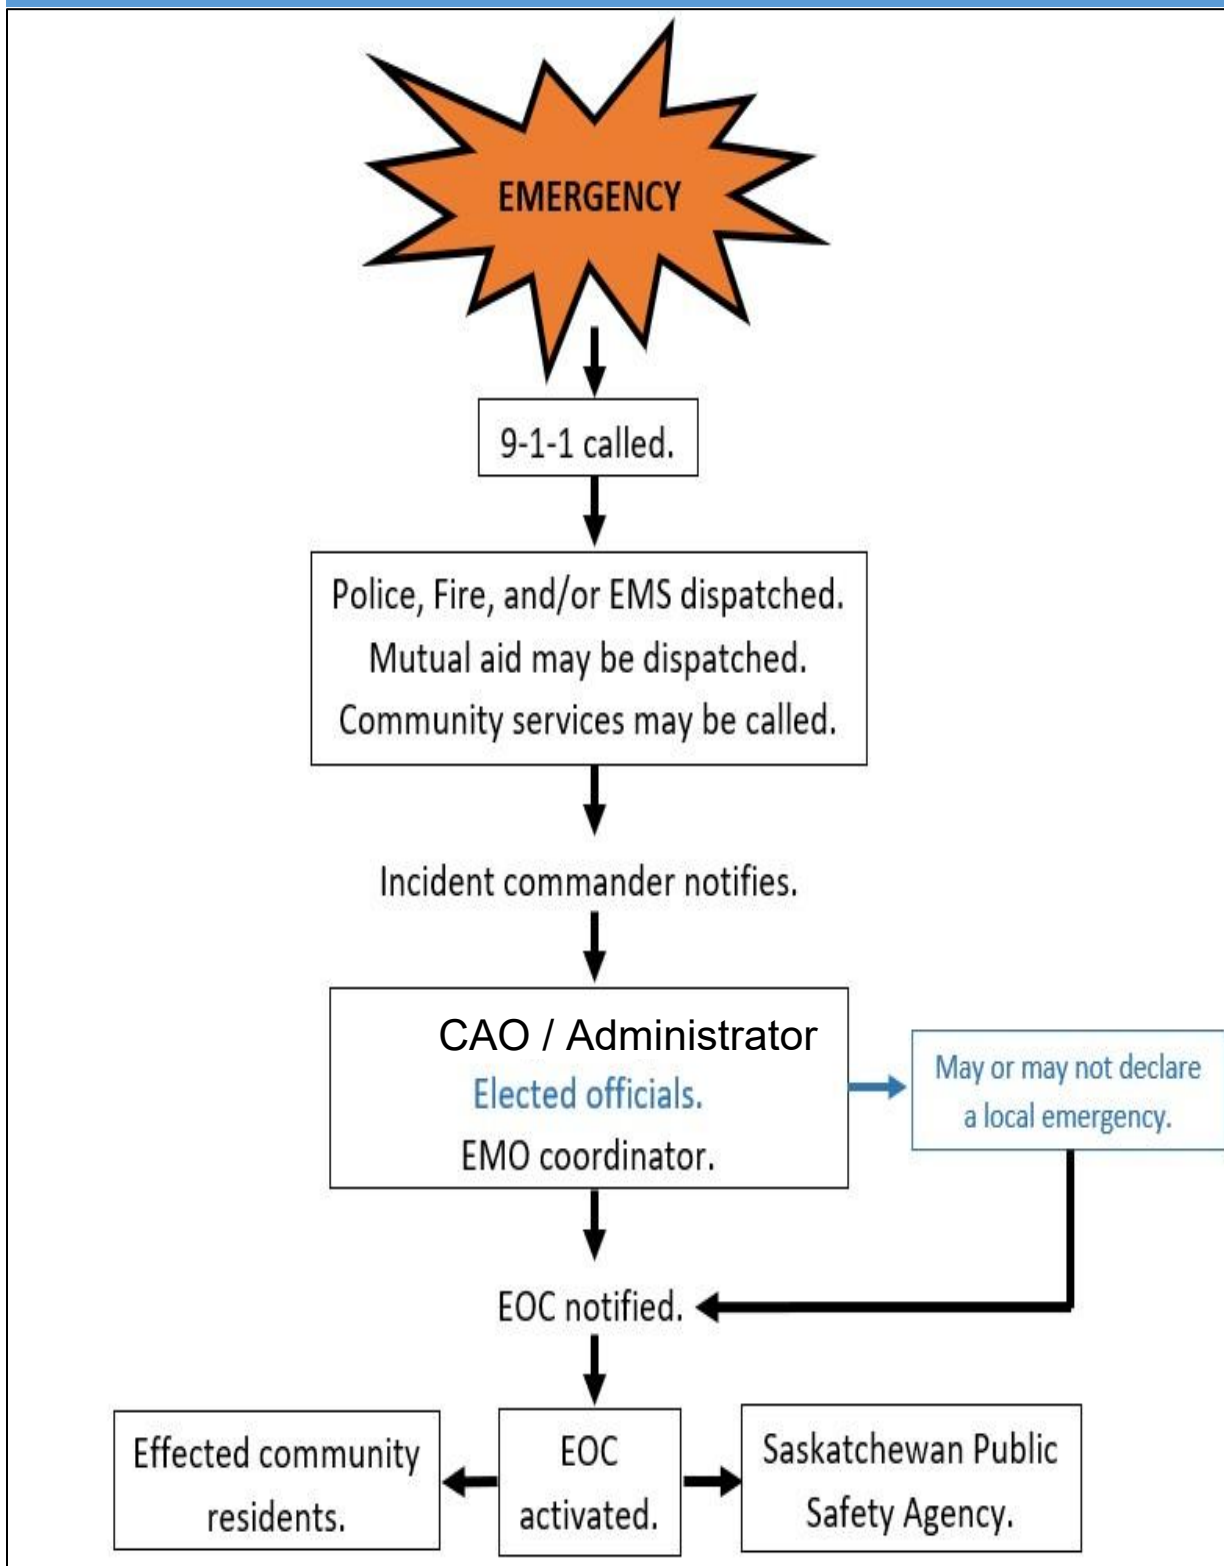 EMERGENCY
9-1-1 called.
Police, Fire, and/or EMS dispatched.
Mutual aid may be dispatched.
Community services may be called.
Incident commander notifies.
CAO / Administrator
Elected officials.
EMO coordinator.
May or may not declare
a local emergency.
EOC notified.
Effected community
residents.
EOC
activated.
Saskatchewan Public
Safety Agency.